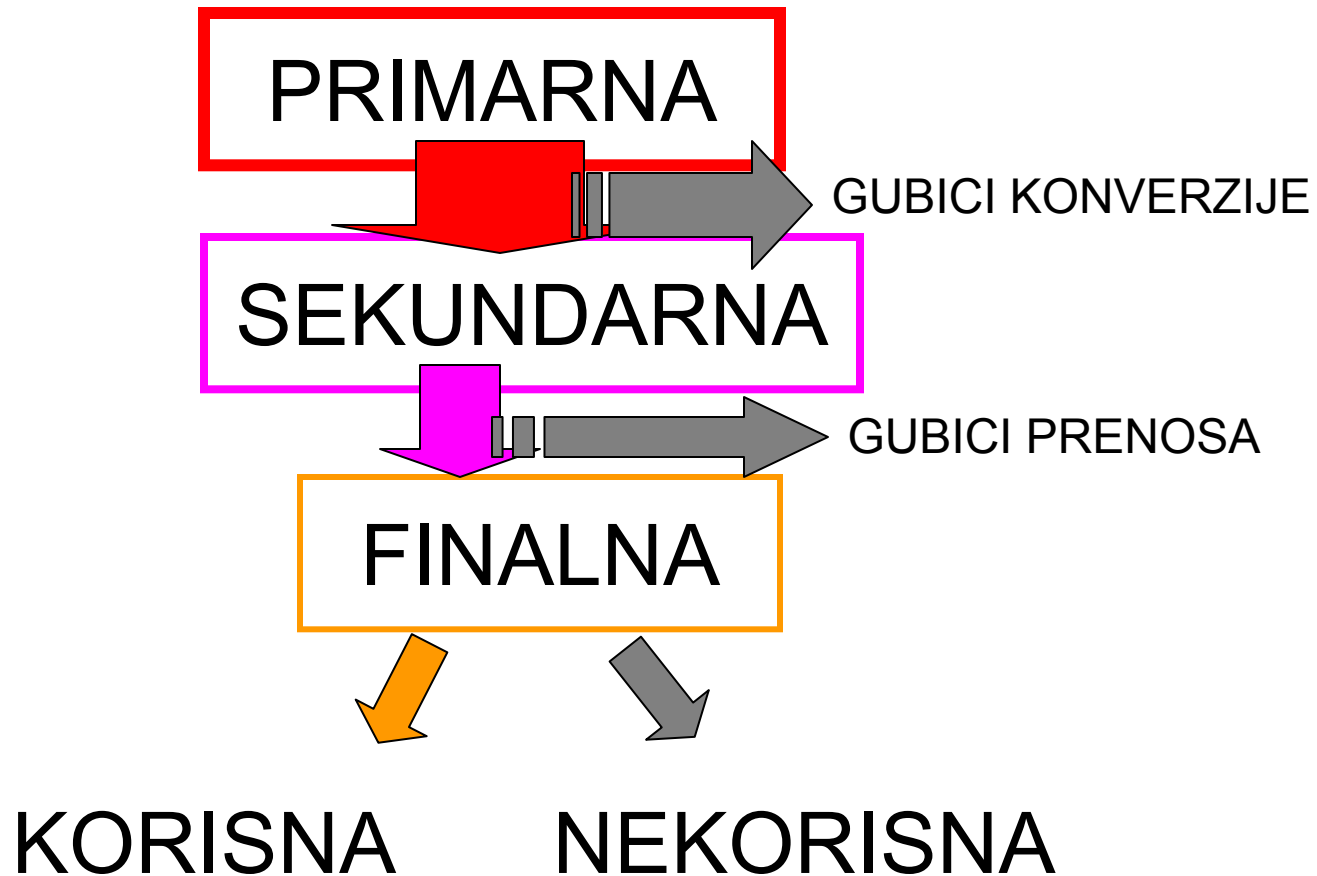 PRIMARNA
GUBICI KONVERZIJE
SEKUNDARNA
GUBICI PRENOSA
FINALNA
KORISNA
NEKORISNA